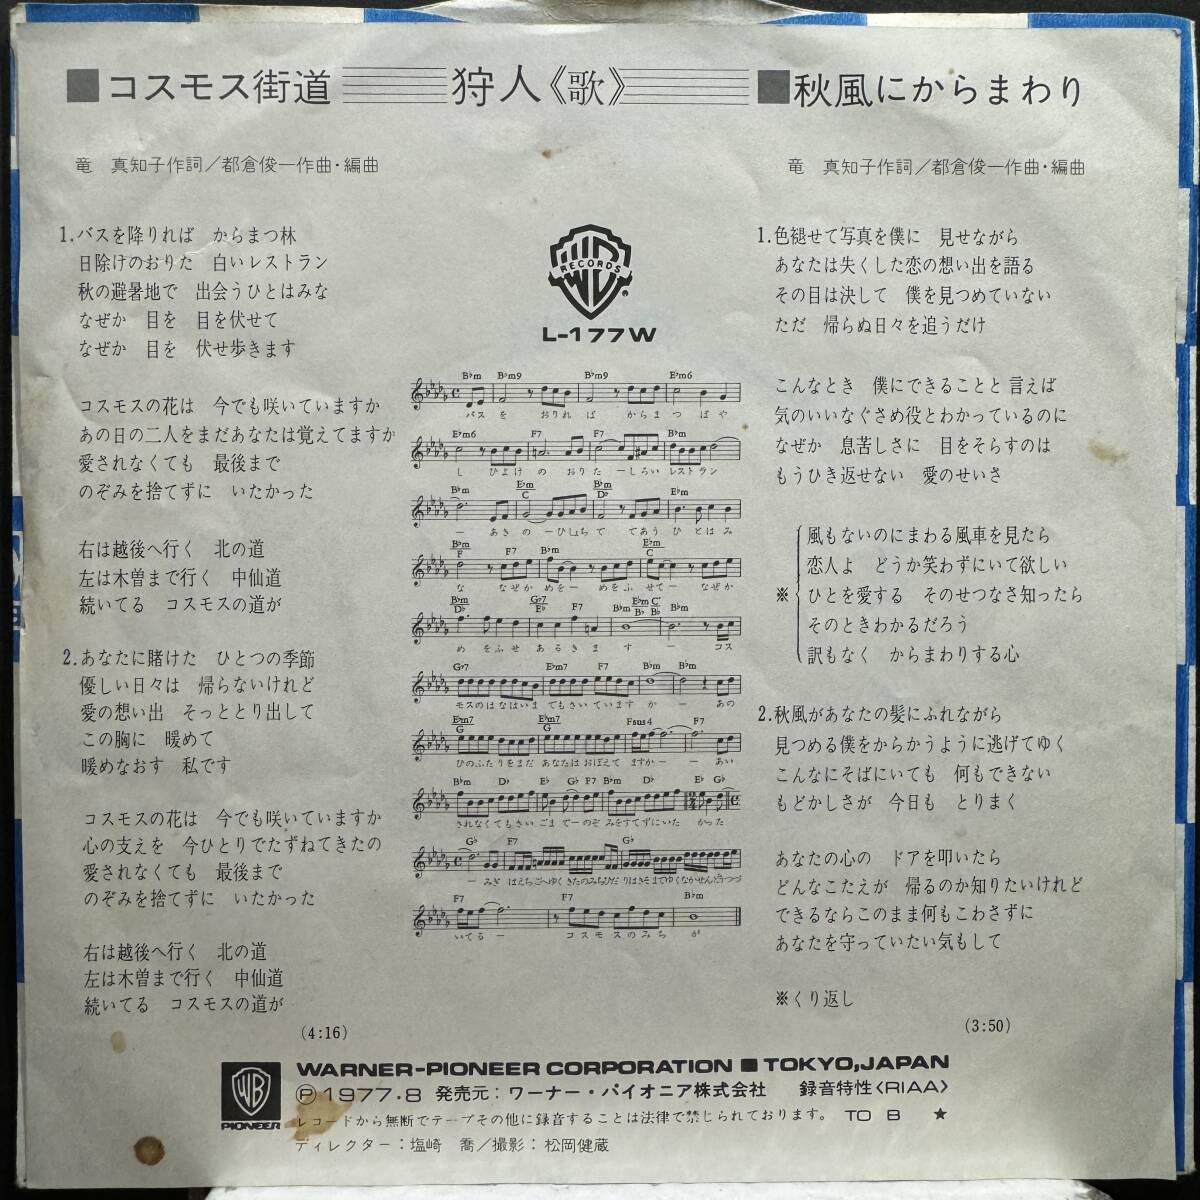 ■コスモス街道 狩人《歌》 ■秋風にからまわり
竜 真知子作詞/都倉俊一作曲・編曲
1.バスを降りれば からまつ林
日除けのおりた 白いレストラン
秋の避暑地で 出会うひとはみな
なぜか 目を 目を伏せて
なぜか 目を 伏せ歩きます
コスモスの花は 今でも咲いていますか
あの日の二人をまだあなたは覚えてますか
愛されなくても 最後まで
のぞみを捨てずに いたかった
右は越後へ行く 北の道
左は木曽まで行く 中仙道
続いてる コスモスの道が
2.あなたに賭けた ひとつの季節
優しい日々は 帰らないけれど
愛の想い出 そっととり出して
この胸に 暖めて
暖めなおす 私です
コスモスの花は 今でも咲いていますか
心の支えを 今ひとりでたずねてきたの
愛されなくても 最後まで
のぞみを捨てずに いたかった
右は越後へ行く 北の道
左は木曽まで行く 中仙道
続いてる コスモスの道が
(4:16)
RECORDS
L-177W
B♭m B♭m9 B♭m9 E♭m6
バス を おりれ ば からま つ ばや
E♭m6 F7 F7 B♭m
し ひよけ の おりた ーしろい レストラン
竜 真知子作詞/都倉俊一作曲・編曲
1.色褪せて写真を僕に 見せながら
あなたは失くした恋の想い出を語る
その目は決して 僕を見つめていない
ただ 帰らぬ日々を追うだけ
こんなとき 僕にできることと言えば
気のいいなぐさめ役とわかっているのに
なぜか 息苦しさに 目をそらすのは
もうひき返せない 愛のせいさ
風もないのにまわる風車を見たら
恋人よ どうか笑わずにいて欲しい
※ひとを愛する そのせつなさ知ったら
そのときわかるだろう
訳もなく からまわりする心
2.秋風があなたの髪にふれながら
見つめる僕をからかうように逃げてゆく
こんなにそばにいても 何もできない
もどかしさが 今日も とりまく
あなたの心の ドアを叩いたら
どんなこたえが 帰るのか知りたいけれど
できるならこのまま何もこわさずに
あなたを守っていたい気もして
※くり返し
(3:50)
WARNER-PIONEER CORPORATION ■ TOKYO,JAPAN
PIONEER
Ⓟ1977・8 発売元:ワーナー・パイオニア株式会社 録音特性〈RIAA〉
レコードから無断でテープその他に録音することは法律で禁じられております。 TO B ★
ディレクター:塩崎 喬/撮影:松岡健蔵